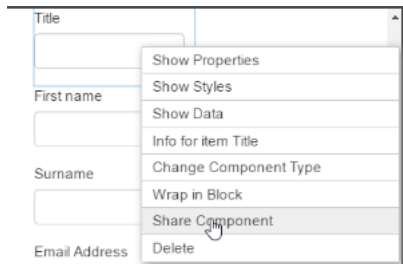 Title
Show Properties
Show Styles
First name
Show Data
Info for item Title
Change Component Type
Surname
Wrap in Block
Share Component
Email Address
Delete